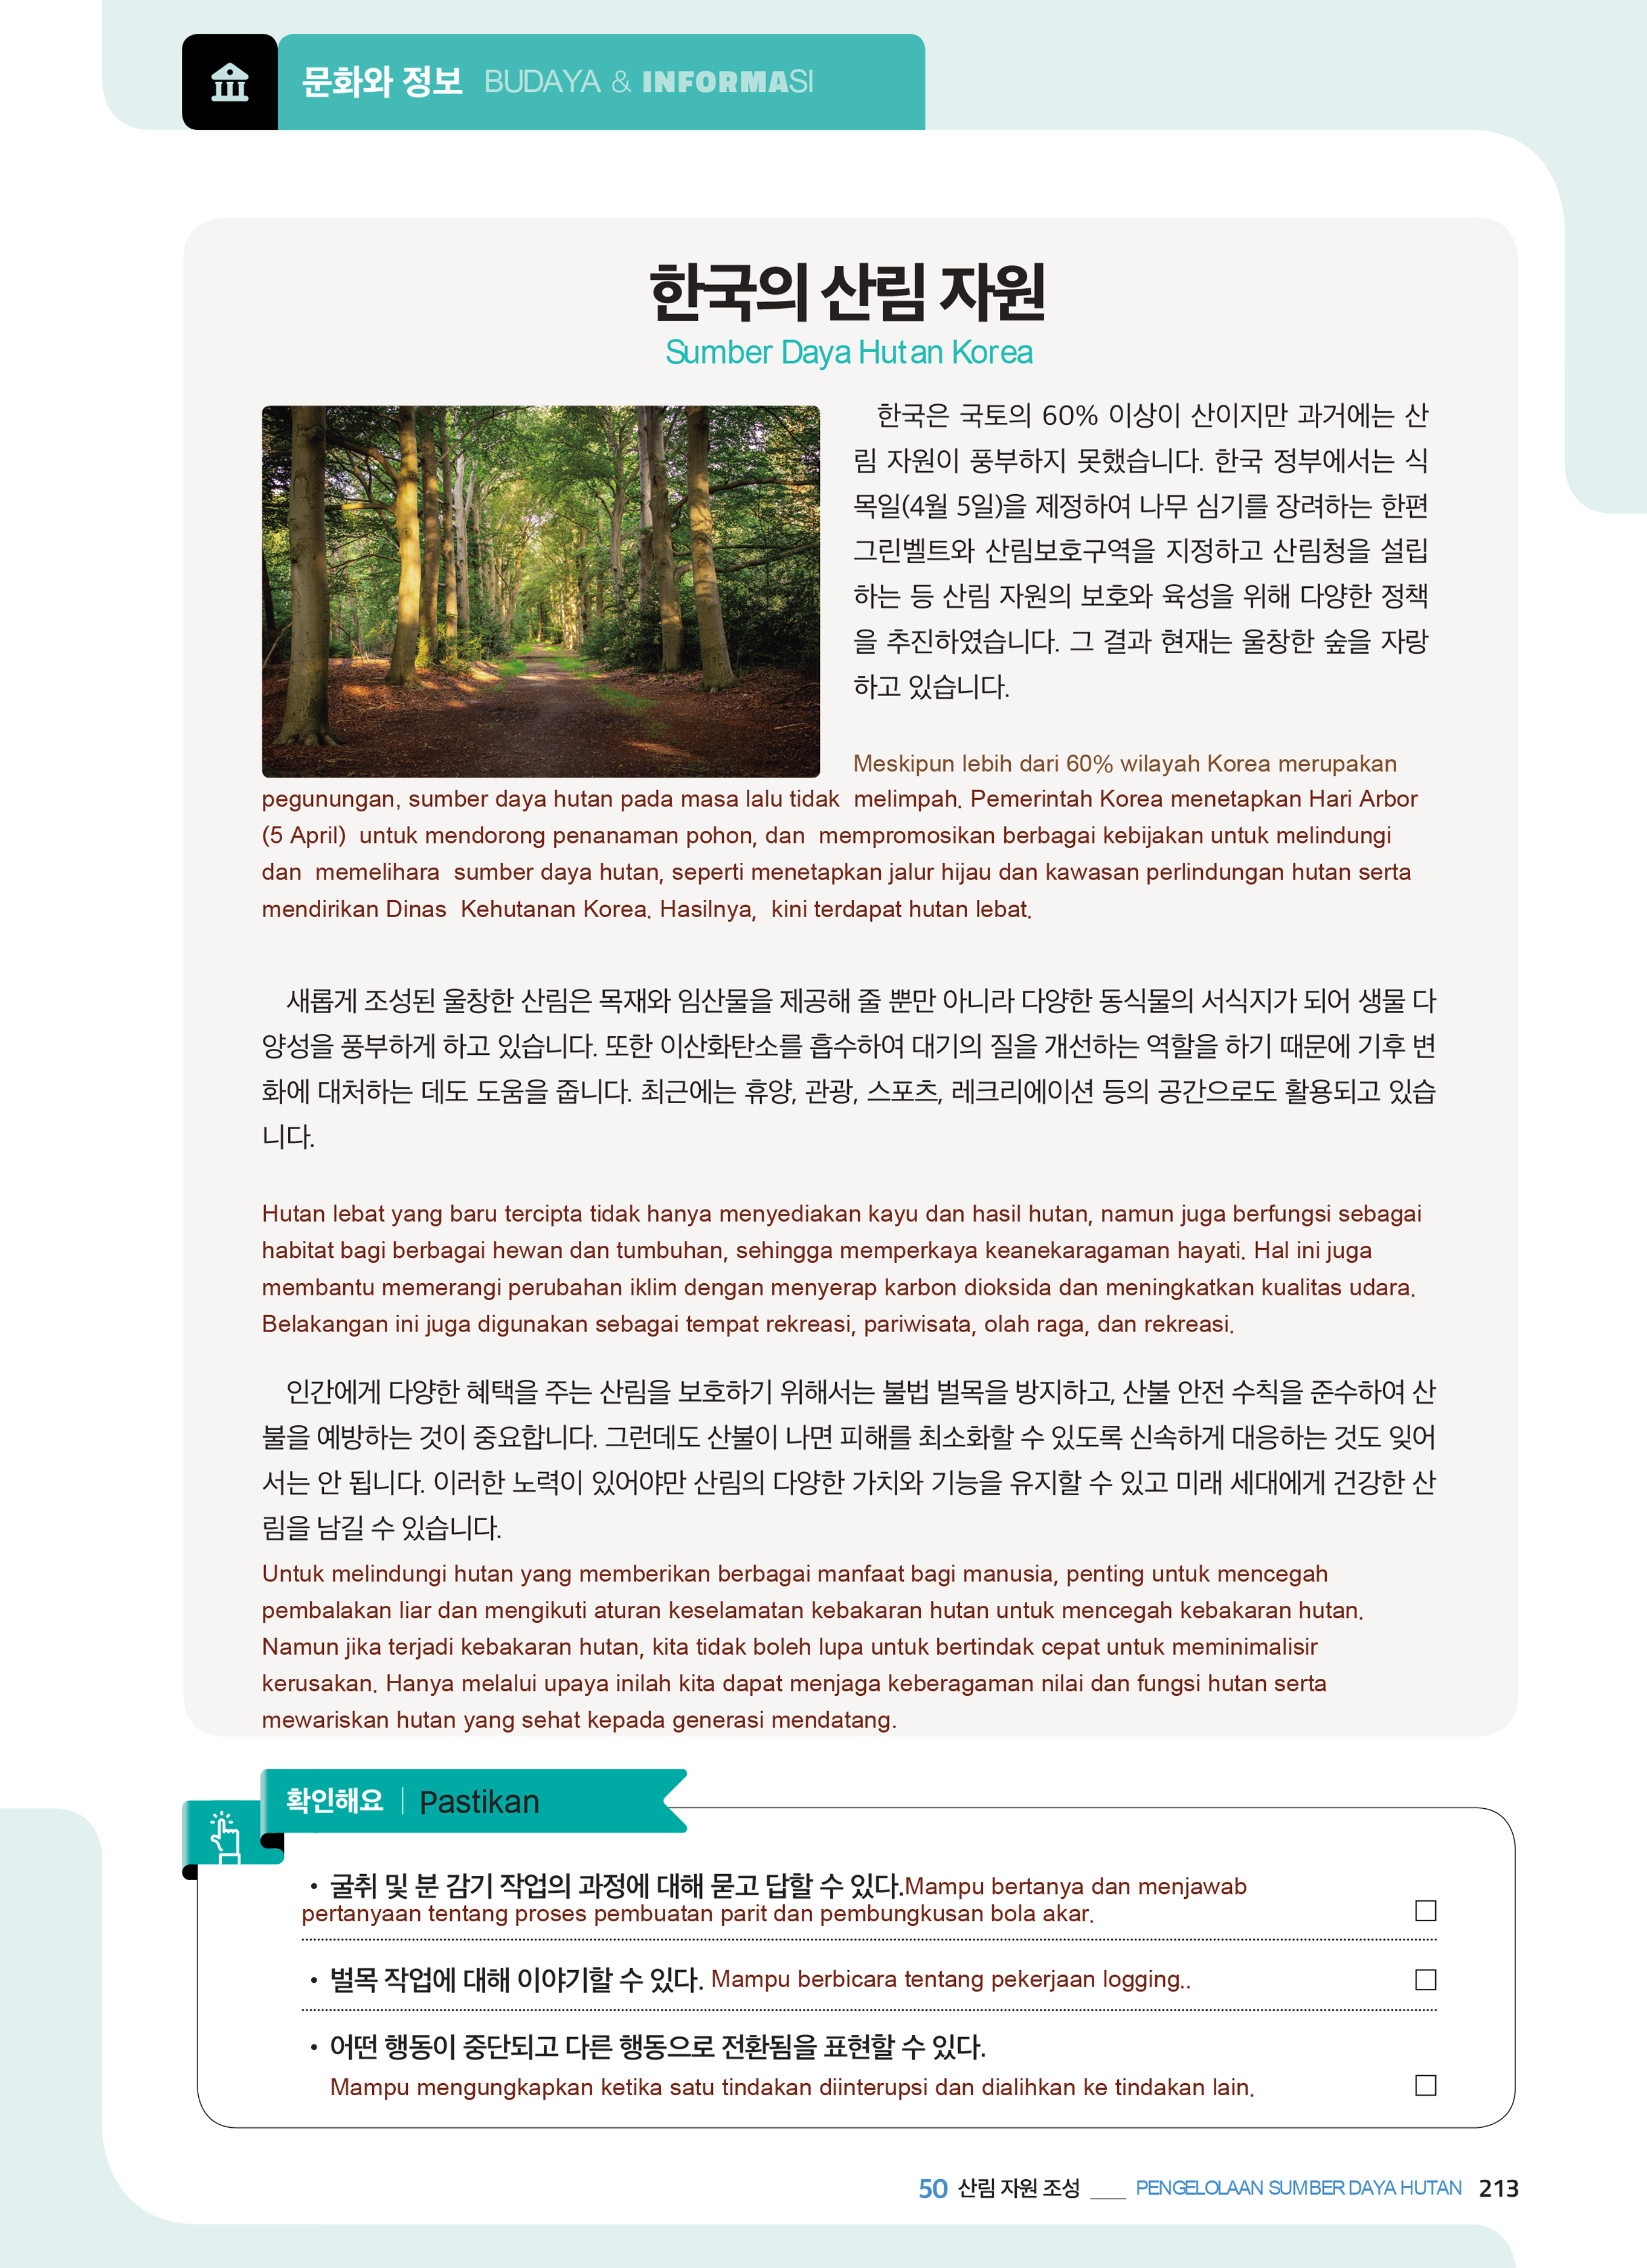 문화와 정보 BUDAYA & INFORMASI
한국의 산림 자원
Sumber Daya Hutan Korea
한국은 국토의 60% 이상이 산이지만 과거에는 산
림 자원이 풍부하지 못했습니다. 한국 정부에서는 식
목일(4월 5일)을 제정하여 나무 심기를 장려하는 한편
그린벨트와 산림보호구역을 지정하고 산림청을 설립
하는 등 산림 자원의 보호와 육성을 위해 다양한 정책
을 추진하였습니다. 그 결과 현재는 울창한 숲을 자랑
하고 있습니다.
Meskipun lebih dari 60% wilayah Korea merupakan
pegunungan, sumber daya hutan pada masa lalu tidak melimpah. Pemerintah Korea menetapkan Hari Arbor
(5 April) untuk mendorong penanaman pohon, dan mempromosikan berbagai kebijakan untuk melindungi
dan memelihara sumber daya hutan, seperti menetapkan jalur hijau dan kawasan perlindungan hutan serta
mendirikan Dinas Kehutanan Korea. Hasilnya, kini terdapat hutan lebat.
새롭게 조성된 울창한 산림은 목재와 임산물을 제공해 줄 뿐만 아니라 다양한 동식물의 서식지가 되어 생물 다
양성을 풍부하게 하고 있습니다. 또한 이산화탄소를 흡수하여 대기의 질을 개선하는 역할을 하기 때문에 기후 변
화에 대처하는 데도 도움을 줍니다. 최근에는 휴양, 관광, 스포츠, 레크리에이션 등의 공간으로도 활용되고 있습
니다.
Hutan lebat yang baru tercipta tidak hanya menyediakan kayu dan hasil hutan, namun juga berfungsi sebagai
habitat bagi berbagai hewan dan tumbuhan, sehingga memperkaya keanekaragaman hayati. Hal ini juga
membantu memerangi perubahan iklim dengan menyerap karbon dioksida dan meningkatkan kualitas udara.
Belakangan ini juga digunakan sebagai tempat rekreasi, pariwisata, olah raga, dan rekreasi.
인간에게 다양한 혜택을 주는 산림을 보호하기 위해서는 불법 벌목을 방지하고, 산불 안전 수칙을 준수하여 산
불을 예방하는 것이 중요합니다. 그런데도 산불이 나면 피해를 최소화할 수 있도록 신속하게 대응하는 것도 잊어
서는 안 됩니다. 이러한 노력이 있어야만 산림의 다양한 가치와 기능을 유지할 수 있고 미래 세대에게 건강한 산
림을 남길 수 있습니다.
Untuk melindungi hutan yang memberikan berbagai manfaat bagi manusia, penting untuk mencegah
pembalakan liar dan mengikuti aturan keselamatan kebakaran hutan untuk mencegah kebakaran hutan.
Namun jika terjadi kebakaran hutan, kita tidak boleh lupa untuk bertindak cepat untuk meminimalisir
kerusakan. Hanya melalui upaya inilah kita dapat menjaga keberagaman nilai dan fungsi hutan serta
mewariskan hutan yang sehat kepada generasi mendatang.
확인해요 | Pastikan
• 굴취 및 분 감기 작업의 과정에 대해 묻고 답할 수 있다.Mampu bertanya dan menjawab
pertanyaan tentang proses pembuatan parit dan pembungkusan bola akar.
• 벌목 작업에 대해 이야기할 수 있다. Mampu berbicara tentang pekerjaan logging..
• 어떤 행동이 중단되고 다른 행동으로 전환됨을 표현할 수 있다.
Mampu mengungkapkan ketika satu tindakan diinterupsi dan dialihkan ke tindakan lain.
50 산림 자원 조성 ___ PENGELOLAAN SUMBER DAYA HUTAN 213